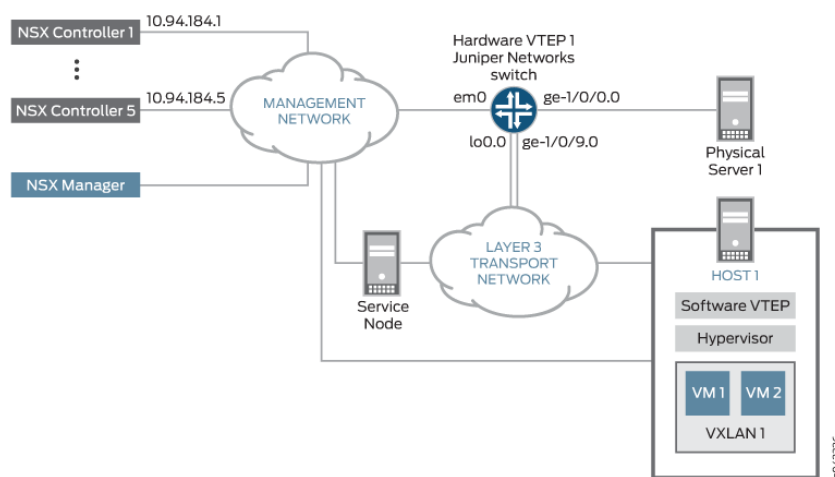 NSX Controller 1
10.94.184.1
NSX Controller 5
10.94.184.5
NSX Manager
MANAGEMENT
NETWORK
Hardware VTEP 1
Juniper Networks
switch
em0
ge-1/0/0.0
lo0.0
ge-1/0/9.0
Physical
Server 1
LAYER 3
TRANSPORT
NETWORK
Service
Node
HOST 1
Software VTEP
Hypervisor
VM 1
VM 2
VXLAN 1